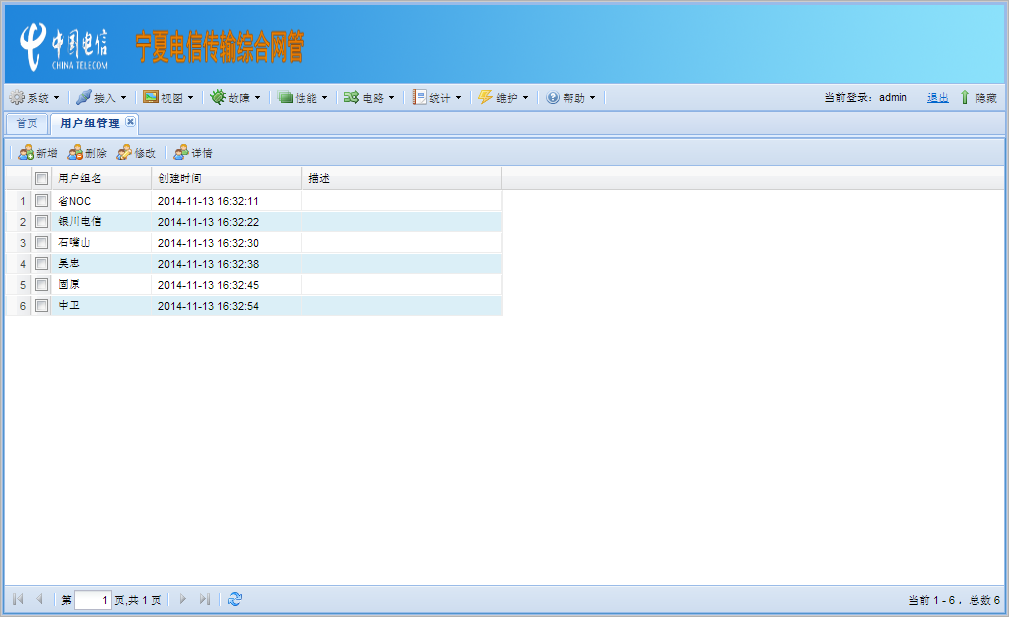 中国电信
CHINA TELECOM
宁夏电信传输综合网管
系统 接入 视图 故障 性能 电路 统计 维护 帮助 当前登录: admin 退出 隐藏
首页 用户组管理
新增 删除 修改 详情
用户组名 创建时间 描述
1 省NOC 2014-11-13 16:32:11
2 银川电信 2014-11-13 16:32:22
3 石嘴山 2014-11-13 16:32:30
4 吴忠 2014-11-13 16:32:38
5 固原 2014-11-13 16:32:45
6 中卫 2014-11-13 16:32:54
第 1 页,共 1 页 当前 1 - 6 . 总数 6